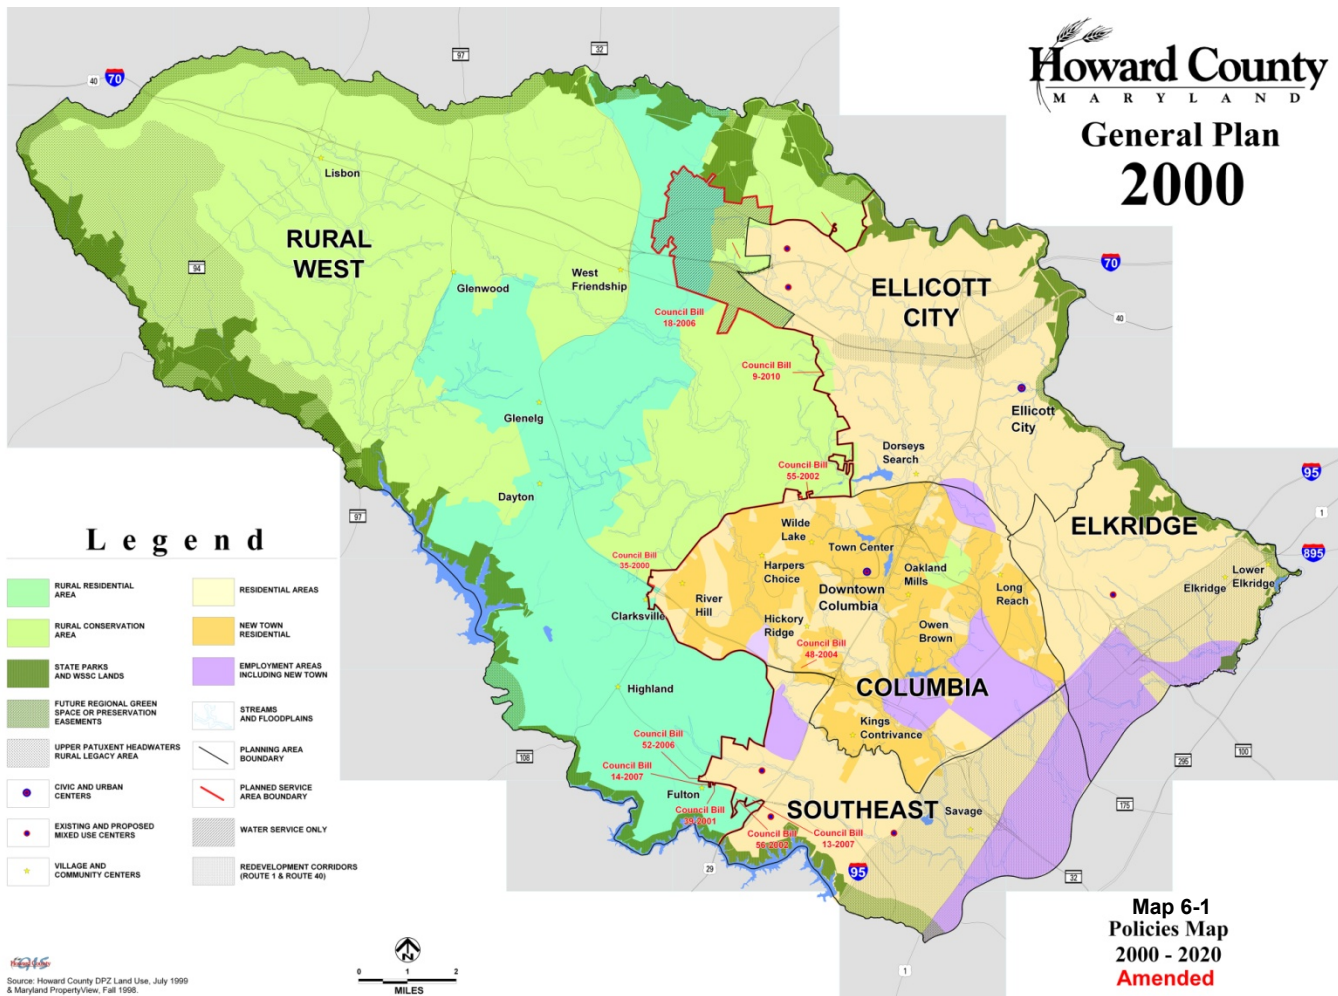 Howard County
MARYLAND
General Plan
2000
97
32
40
70
Lisbon
RURAL
WEST
94
Glenwood
West
Friendship
Council Bill
18-2006
ELLICOTT
CITY
70
40
Council Bill
9-2010
Glenelg
Ellicott
City
Dorseys
Search
Council Bill
55-2002
95
Dayton
97
1
Wilde
Lake
Town Center
ELKRIDGE
895
Council Bill
35-2000
Harpers
Choice
Oakland
Mills
Lower
Elkridge
Elkridge
Downtown
Columbia
Long
Reach
River
Hill
Clarksville
Hickory
Ridge
Owen
Brown
Council Bill
48-2004
Highland
COLUMBIA
Kings
Contrivance
Council Bill
52-2006
108
100
295
Council Bill
14-2007
Fulton
Council Bill
39-2001
SOUTHEAST
Savage
175
Council Bill
56-2002
Council Bill
13-2007
29
95
32
1
Legend
RURAL RESIDENTIAL
AREA
RESIDENTIAL AREAS
RURAL CONSERVATION
AREA
NEW TOWN
RESIDENTIAL
STATE PARKS
AND WSSC LANDS
EMPLOYMENT AREAS
INCLUDING NEW TOWN
FUTURE REGIONAL GREEN
SPACE OR PRESERVATION
EASEMENTS
STREAMS
AND FLOODPLAINS
UPPER PATUXENT HEADWATERS
RURAL LEGACY AREA
PLANNING AREA
BOUNDARY
CIVIC AND URBAN
CENTERS
PLANNED SERVICE
AREA BOUNDARY
EXISTING AND PROPOSED
MIXED USE CENTERS
WATER SERVICE ONLY
VILLAGE AND
COMMUNITY CENTERS
REDEVELOPMENT CORRIDORS
(ROUTE 1 & ROUTE 40)
Source: Howard County DPZ Land Use, July 1999
& Maryland PropertyView, Fall 1998.
0 1 2
MILES
Map 6-1
Policies Map
2000 - 2020
Amended